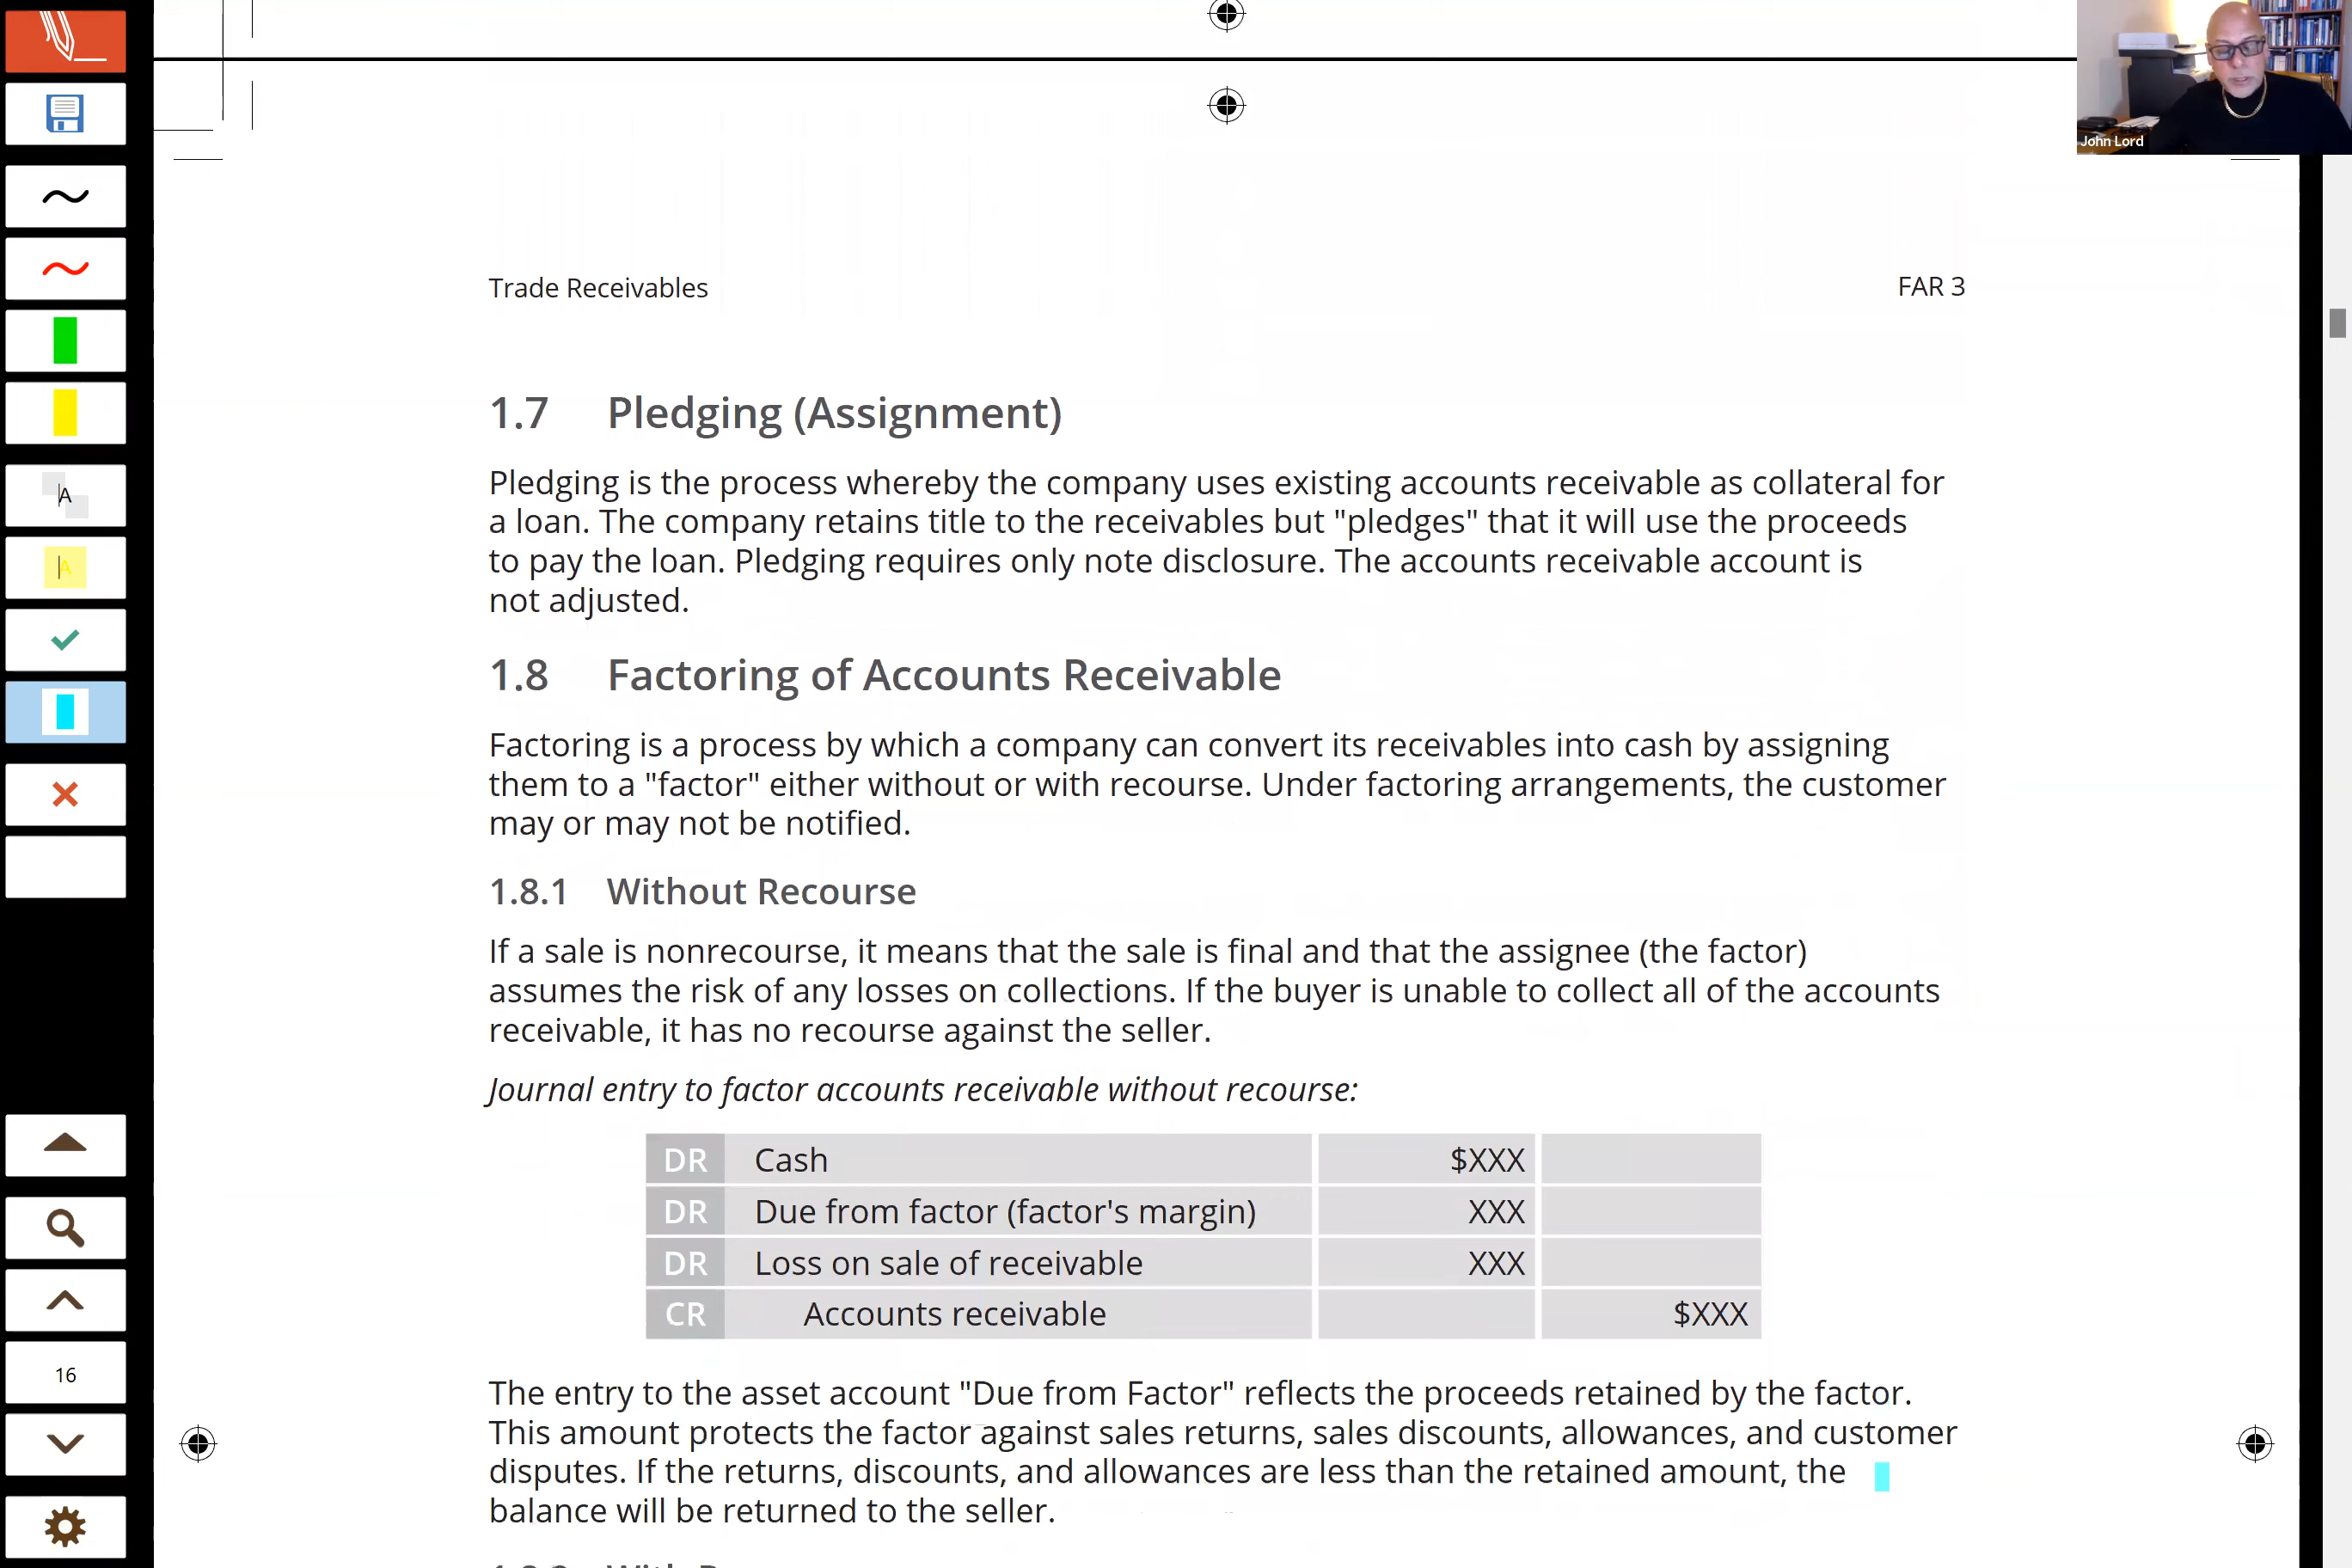 John Lord
Trade Receivables
FAR 3
1.7 Pledging (Assignment)
Pledging is the process whereby the company uses existing accounts receivable as collateral for
a loan. The company retains title to the receivables but "pledges" that it will use the proceeds
to pay the loan. Pledging requires only note disclosure. The accounts receivable account is
not adjusted.
1.8 Factoring of Accounts Receivable
Factoring is a process by which a company can convert its receivables into cash by assigning
them to a "factor" either without or with recourse. Under factoring arrangements, the customer
may or may not be notified.
1.8.1 Without Recourse
If a sale is nonrecourse, it means that the sale is final and that the assignee (the factor)
assumes the risk of any losses on collections. If the buyer is unable to collect all of the accounts
receivable, it has no recourse against the seller.
Journal entry to factor accounts receivable without recourse:
DR Cash $XXX
DR Due from factor (factor's margin) XXX
DR Loss on sale of receivable XXX
CR Accounts receivable $XXX
The entry to the asset account "Due from Factor" reflects the proceeds retained by the factor.
This amount protects the factor against sales returns, sales discounts, allowances, and customer
disputes. If the returns, discounts, and allowances are less than the retained amount, the
balance will be returned to the seller.
A
A
16